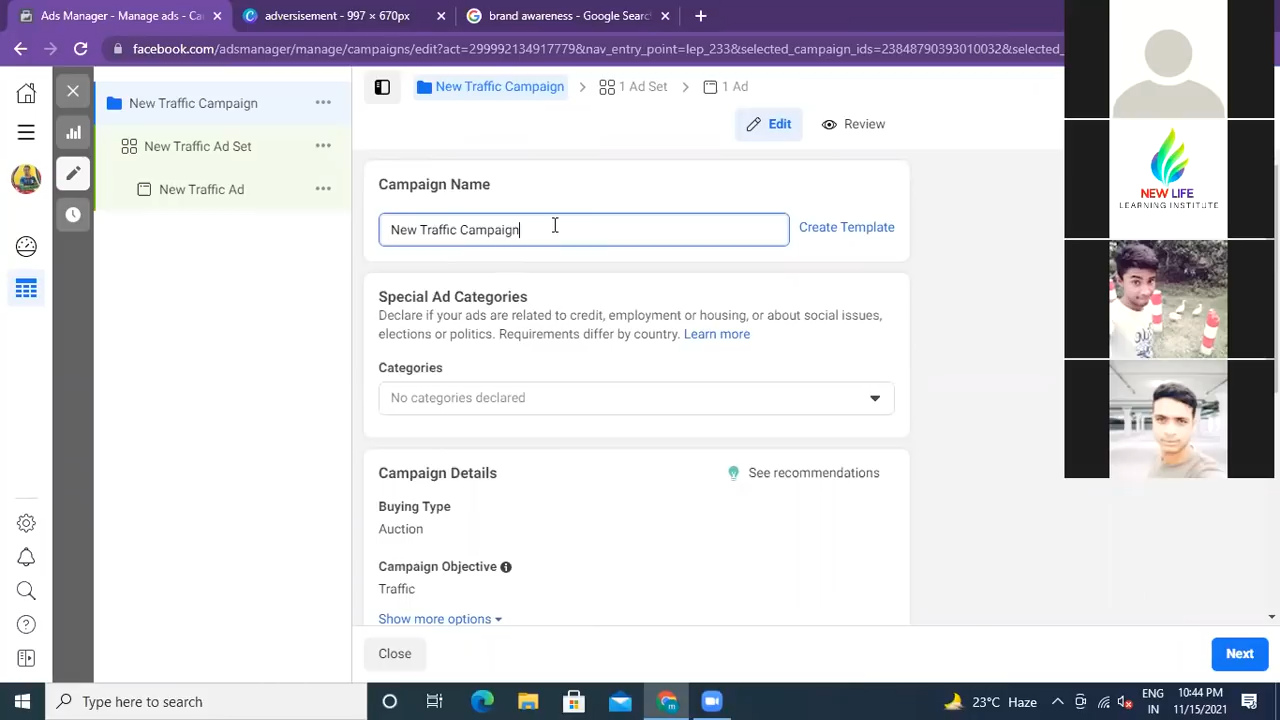 Ads Manager - Manage ads - Ca
adversisement - 997 × 670px
brand awareness - Google Searc
facebook.com/adsmanager/manage/campaigns/edit?act=299992134917779&nav_entry_point=lep_233&selected_campaign_ids=23848790393010032&selected_
New Traffic Campaign
New Traffic Ad Set
New Traffic Ad
New Traffic Campaign
1 Ad Set
1 Ad
Edit
Review
Campaign Name
New Traffic Campaign
Create Template
Special Ad Categories
Declare if your ads are related to credit, employment or housing, or about social issues,
elections or politics. Requirements differ by country. Learn more
Categories
No categories declared
Campaign Details
See recommendations
Buying Type
Auction
Campaign Objective
Traffic
Show more options
Close
Next
NEW LIFE
LEARNING INSTITUTE
Type here to search
23°C Haze
ENG
IN
10:44 PM
11/15/2021